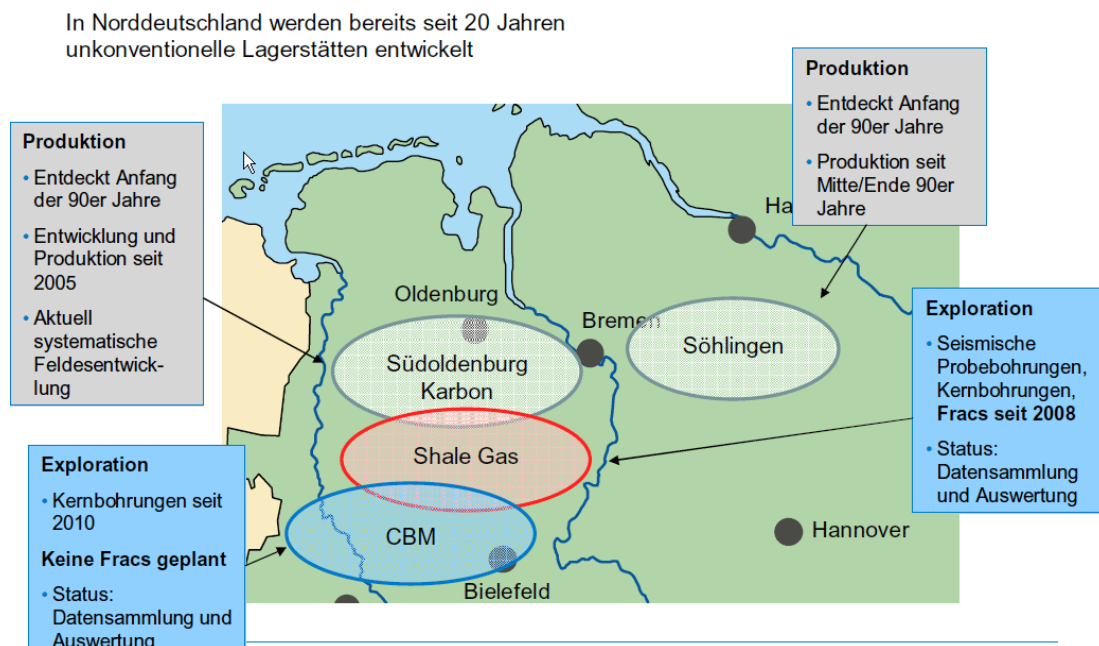 In Norddeutschland werden bereits seit 20 Jahren
unkonventionelle Lagerstätten entwickelt
Produktion
• Entdeckt Anfang
der 90er Jahre
• Produktion seit
Mitte/Ende 90er
Jahre
Produktion
• Entdeckt Anfang
der 90er Jahre
• Entwicklung und
Produktion seit
2005
• Aktuell
systematische
Feldesentwick-
lung
Oldenburg
Bremen
Söhlingen
Südoldenburg
Karbon
Shale Gas
CBM
Bielefeld
Hannover
Exploration
• Seismische
Probebohrungen,
Kernbohrungen,
Fracs seit 2008
• Status:
Datensammlung
und Auswertung
Exploration
• Kernbohrungen seit
2010
Keine Fracs geplant
• Status:
Datensammlung und
Auswertung